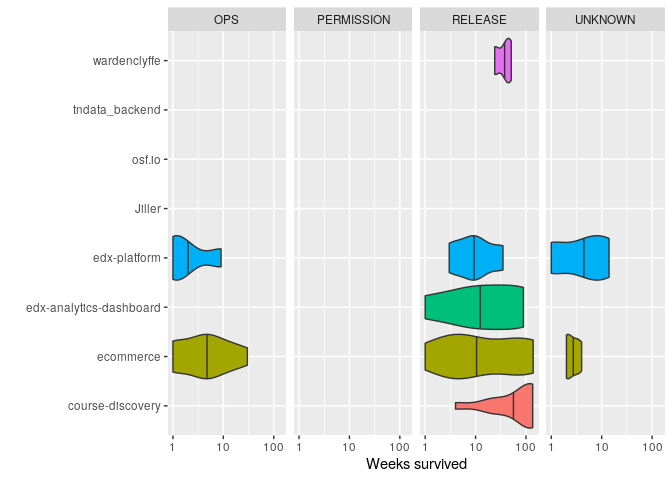 OPS PERMISSION RELEASE UNKNOWN
wardenclyffe
tndata_backend
osf.io
Jiller
edx-platform
edx-analytics-dashboard
ecommerce
course-discovery
1 10 100 1 10 100 1 10 100 1 10 100
Weeks survived